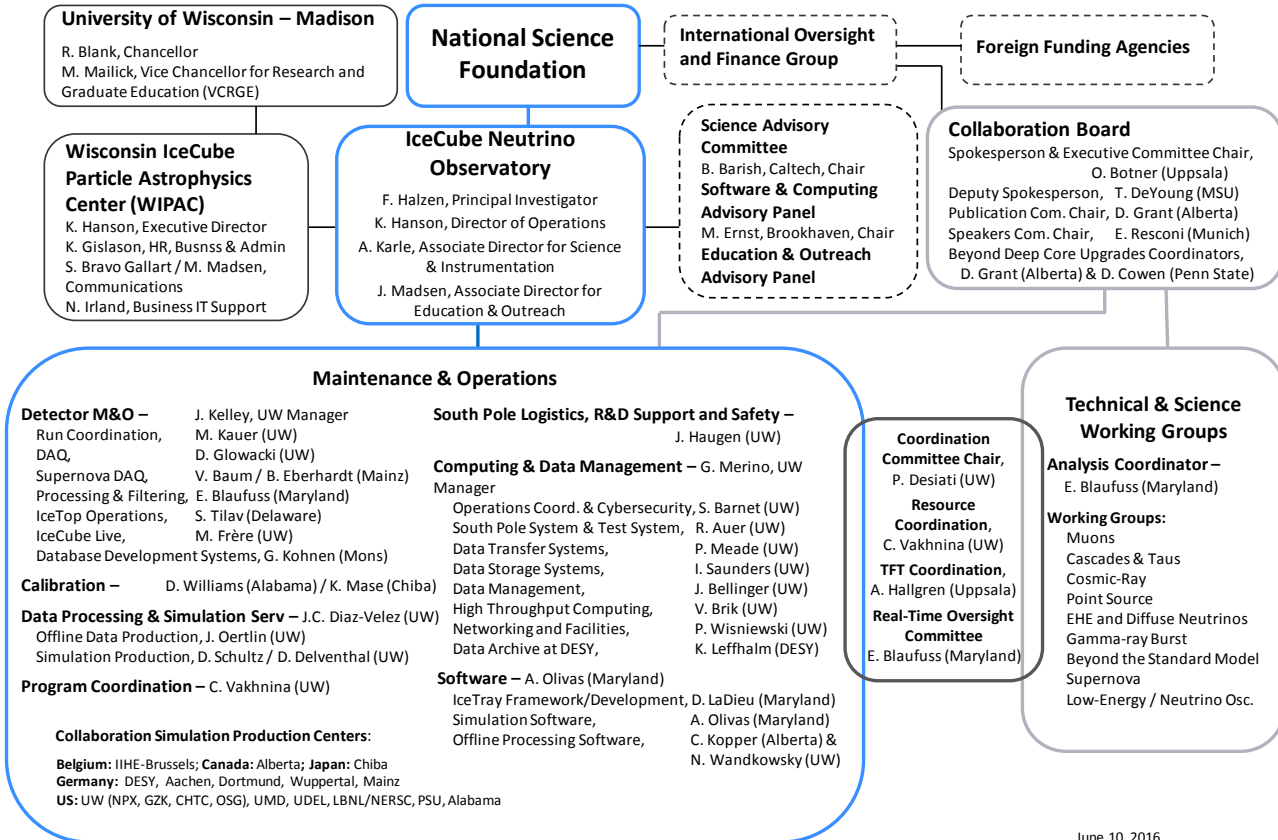 University of Wisconsin – Madison
R. Blank, Chancellor
M. Mailick, Vice Chancellor for Research and
Graduate Education (VCRGE)
National Science
Foundation
International Oversight
and Finance Group
Foreign Funding Agencies
Wisconsin IceCube
Particle Astrophysics
Center (WIPAC)
K. Hanson, Executive Director
K. Gislason, HR, Busnss & Admin
S. Bravo Gallart / M. Madsen,
Communications
N. Irland, Business IT Support
IceCube Neutrino
Observatory
F. Halzen, Principal Investigator
K. Hanson, Director of Operations
A. Karle, Associate Director for Science
& Instrumentation
J. Madsen, Associate Director for
Education & Outreach
Science Advisory
Committee
B. Barish, Caltech, Chair
Software & Computing
Advisory Panel
M. Ernst, Brookhaven, Chair
Education & Outreach
Advisory Panel
Collaboration Board
Spokesperson & Executive Committee Chair,
O. Botner (Uppsala)
Deputy Spokesperson, T. DeYoung (MSU)
Publication Com. Chair, D. Grant (Alberta)
Speakers Com. Chair, E. Resconi (Munich)
Beyond Deep Core Upgrades Coordinators,
D. Grant (Alberta) & D. Cowen (Penn State)
Maintenance & Operations
Detector M&O – J. Kelley, UW Manager
Run Coordination, M. Kauer (UW)
DAQ, D. Glowacki (UW)
Supernova DAQ, V. Baum / B. Eberhardt (Mainz)
Processing & Filtering, E. Blaufuss (Maryland)
IceTop Operations, S. Tilav (Delaware)
IceCube Live, M. Frère (UW)
Database Development Systems, G. Kohnen (Mons)
Calibration – D. Williams (Alabama) / K. Mase (Chiba)
Data Processing & Simulation Serv – J.C. Diaz-Velez (UW)
Offline Data Production, J. Oertlin (UW)
Simulation Production, D. Schultz / D. Delventhal (UW)
Program Coordination – C. Vakhnina (UW)
Collaboration Simulation Production Centers:
Belgium: IIHE-Brussels; Canada: Alberta; Japan: Chiba
Germany: DESY, Aachen, Dortmund, Wuppertal, Mainz
US: UW (NPX, GZK, CHTC, OSG), UMD, UDEL, LBNL/NERSC, PSU, Alabama
South Pole Logistics, R&D Support and Safety –
J. Haugen (UW)
Computing & Data Management – G. Merino, UW
Manager
Operations Coord. & Cybersecurity, S. Barnet (UW)
South Pole System & Test System, R. Auer (UW)
Data Transfer Systems, P. Meade (UW)
Data Storage Systems, I. Saunders (UW)
Data Management, J. Bellinger (UW)
High Throughput Computing, V. Brik (UW)
Networking and Facilities, P. Wisniewski (UW)
Data Archive at DESY, K. Leffhalm (DESY)
Software – A. Olivas (Maryland)
IceTray Framework/Development, D. LaDieu (Maryland)
Simulation Software, A. Olivas (Maryland)
Offline Processing Software, C. Kopper (Alberta) &
N. Wandkowsky (UW)
Coordination
Committee Chair,
P. Desiati (UW)
Resource
Coordination,
C. Vakhnina (UW)
TFT Coordination,
A. Hallgren (Uppsala)
Real-Time Oversight
Committee
E. Blaufuss (Maryland)
Technical & Science
Working Groups
Analysis Coordinator –
E. Blaufuss (Maryland)
Working Groups:
Muons
Cascades & Taus
Cosmic-Ray
Point Source
EHE and Diffuse Neutrinos
Gamma-ray Burst
Beyond the Standard Model
Supernova
Low-Energy / Neutrino Osc.
June 10, 2016